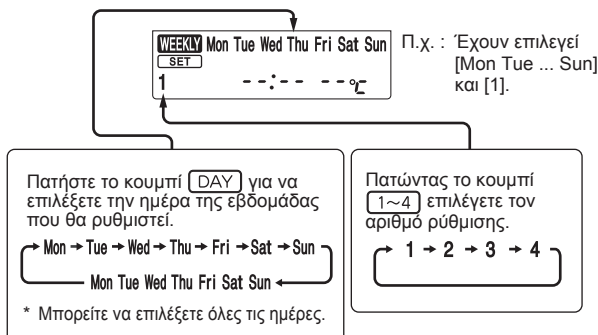 WEEKLY Mon Tue Wed Thu Fri Sat Sun
SET
1 --:-- --°C
Π.χ. : Έχουν επιλεγεί
[Mon Tue ... Sun]
και [1].
Πατήστε το κουμπί DAY για να
επιλέξετε την ημέρα της εβδομάδας
που θα ρυθμιστεί.
→ Mon → Tue → Wed → Thu → Fri → Sat → Sun
Mon Tue Wed Thu Fri Sat Sun ←
* Μπορείτε να επιλέξετε όλες τις ημέρες.
Πατώντας το κουμπί
1~4 επιλέγετε τον
αριθμό ρύθμισης.
→ 1 → 2 → 3 → 4